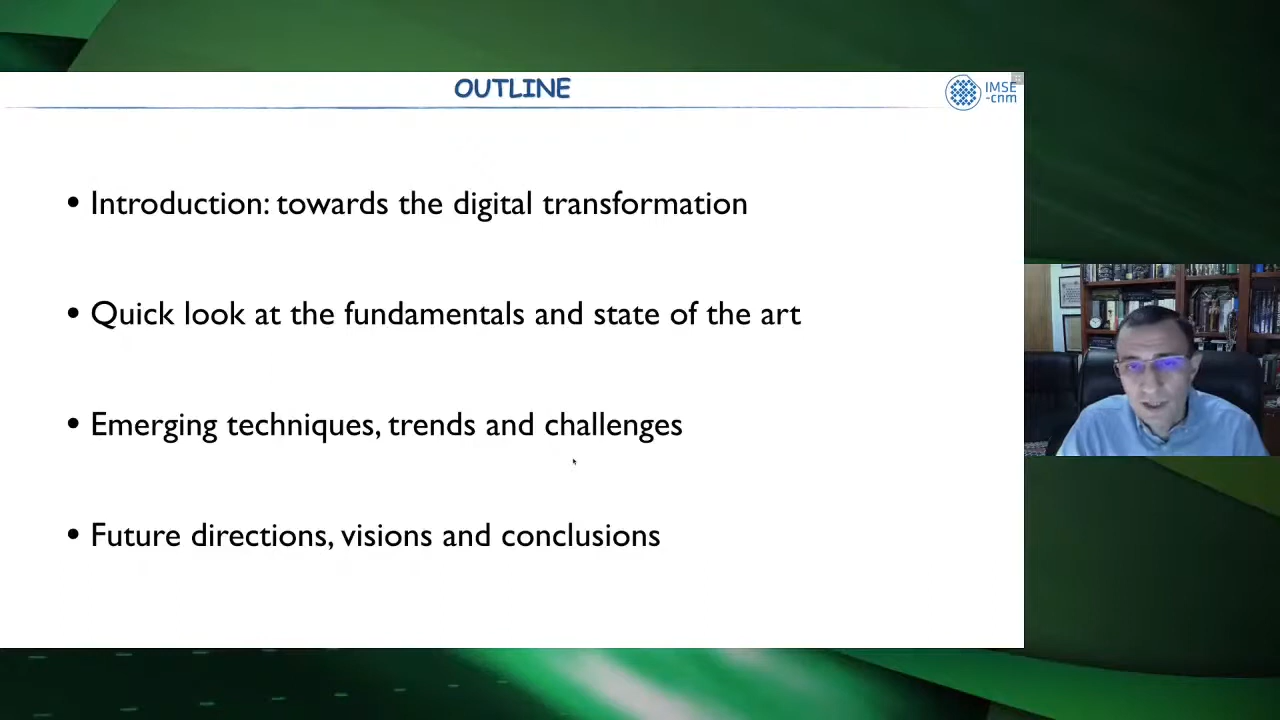 OUTLINE
IMSE
-cnm
• Introduction: towards the digital transformation
• Quick look at the fundamentals and state of the art
• Emerging techniques, trends and challenges
• Future directions, visions and conclusions